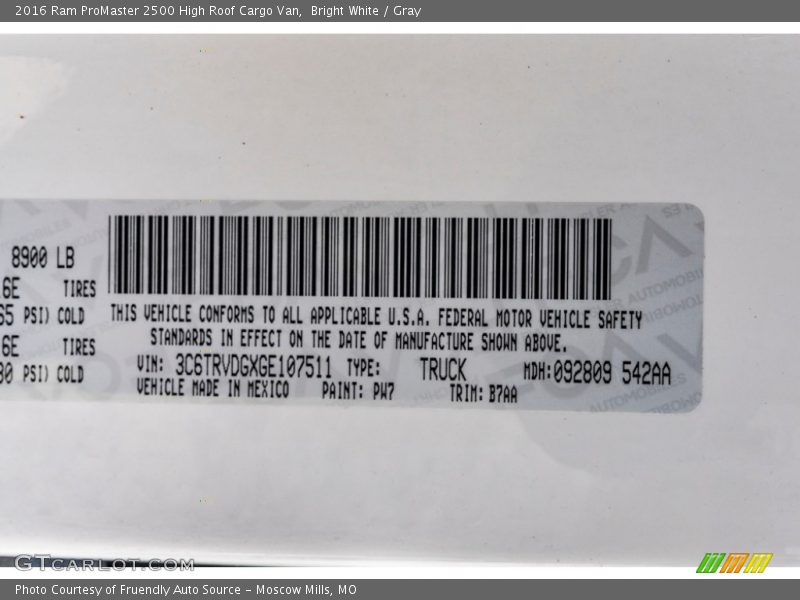 2016 Ram ProMaster 2500 High Roof Cargo Van, Bright White / Gray
8900 LB
6E TIRES
65 PSI) COLD
6E TIRES
80 PSI) COLD
THIS VEHICLE CONFORMS TO ALL APPLICABLE U.S.A. FEDERAL MOTOR VEHICLE SAFETY
STANDARDS IN EFFECT ON THE DATE OF MANUFACTURE SHOWN ABOVE.
VIN: 3C6TRVDGXGE107511 TYPE: TRUCK MDH:092809 542AA
VEHICLE MADE IN MEXICO PAINT: PW7 TRIM: B7AA
GTCARLOT.COM
Photo Courtesy of Fruendly Auto Source – Moscow Mills, MO